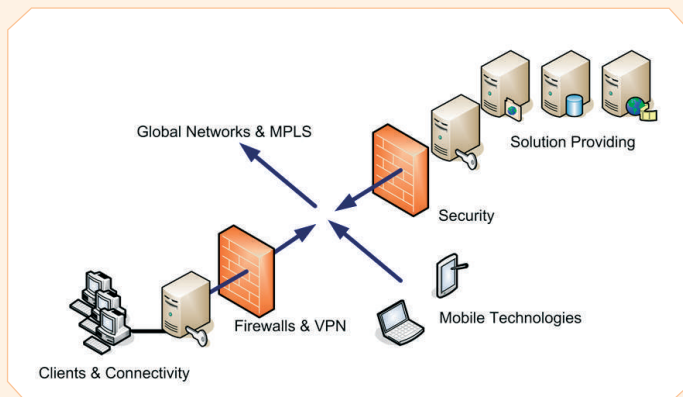 Global Networks & MPLS
Solution Providing
Security
Firewalls & VPN
Mobile Technologies
Clients & Connectivity